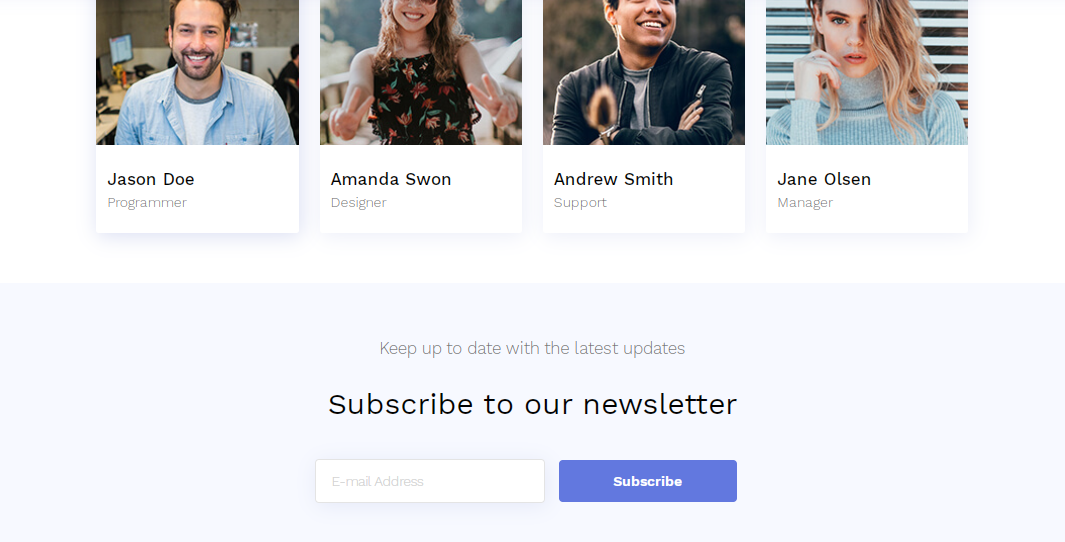 Jason Doe
Programmer
Amanda Swon
Designer
Andrew Smith
Support
Jane Olsen
Manager
Keep up to date with the latest updates
Subscribe to our newsletter
E-mail Address
Subscribe